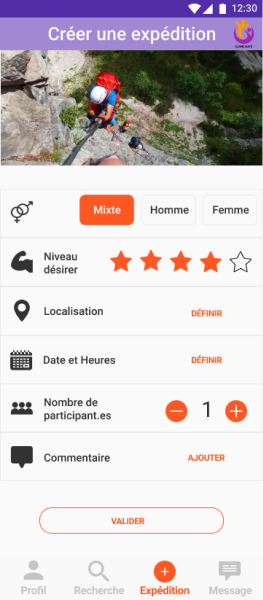 12:30
Créer une expédition
Mixte Homme Femme
Niveau
désirer
Localisation DÉFINIR
Date et Heures DÉFINIR
Nombre de
participant.es
1
Commentaire AJOUTER
VALIDER
Profil Recherche Expédition Message